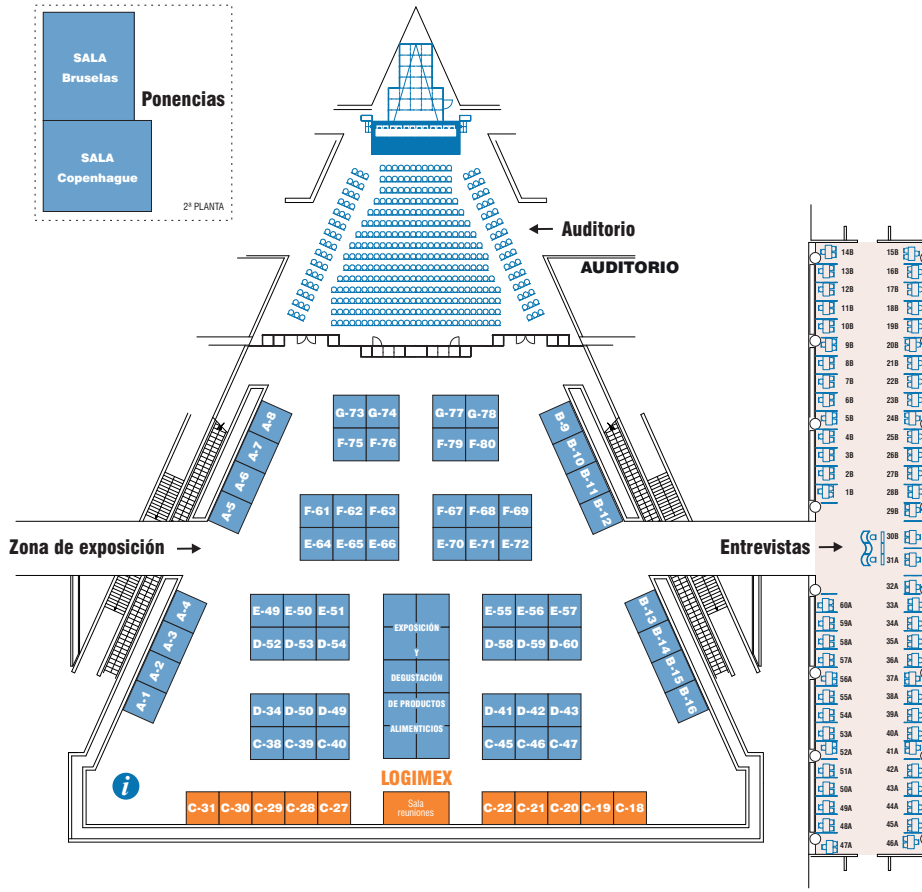 SALA
Bruselas
Ponencias
SALA
Copenhague
2ª PLANTA
Auditorio
AUDITORIO
G-73 G-74
G-77 G-78
F-75 F-76
F-79 F-80
A-8
A-7
A-6
A-5
B-9
B-10
B-11
B-12
F-61 F-62 F-63
F-67 F-68 F-69
E-64 E-65 E-66
E-70 E-71 E-72
Zona de exposición
Entrevistas
A-4
A-3
A-2
A-1
B-13
B-14
B-15
B-16
E-49 E-50 E-51
E-55 E-56 E-57
D-52 D-53 D-54
D-58 D-59 D-60
EXPOSICIÓN
Y
DEGUSTACIÓN
DE PRODUCTOS
ALIMENTICIOS
D-34 D-50 D-49
D-41 D-42 D-43
C-38 C-39 C-40
C-45 C-46 C-47
LOGIMEX
i
C-31 C-30 C-29 C-28 C-27
Sala
reuniones
C-22 C-21 C-20 C-19 C-18
14B 15B
13B 16B
12B 17B
11B 18B
10B 19B
9B 20B
8B 21B
7B 22B
6B 23B
5B 24B
4B 25B
3B 26B
2B 27B
1B 28B
29B
30B
31A
32A
60A 33A
59A 34A
58A 35A
57A 36A
56A 37A
55A 38A
54A 39A
53A 40A
52A 41A
51A 42A
50A 43A
49A 44A
48A 45A
47A 46A